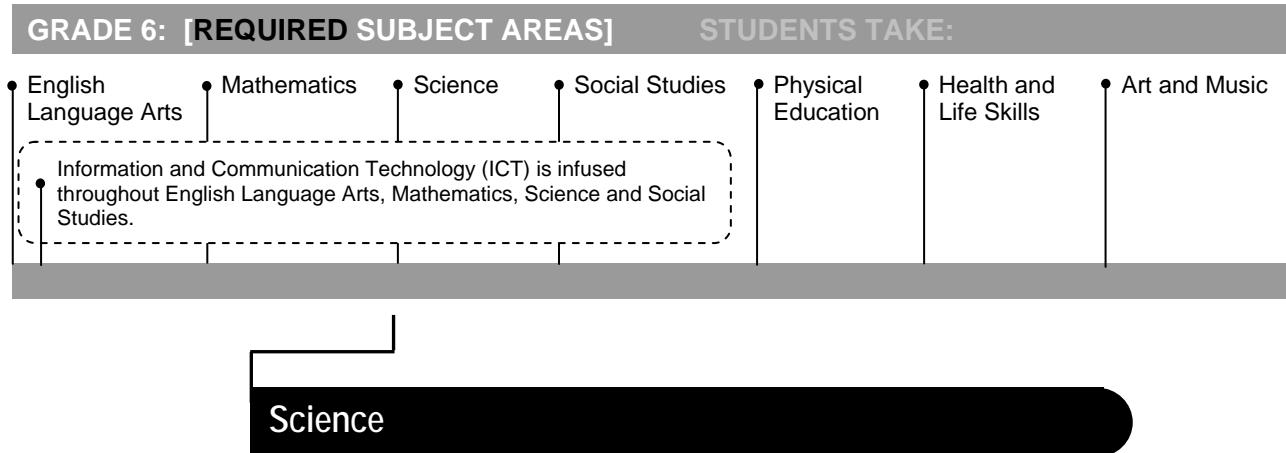 GRADE 6: [REQUIRED SUBJECT AREAS] STUDENTS TAKE:
English
Language Arts
Mathematics
Science
Social Studies
Physical
Education
Health and
Life Skills
Art and Music
Information and Communication Technology (ICT) is infused
throughout English Language Arts, Mathematics, Science and Social
Studies.
Science